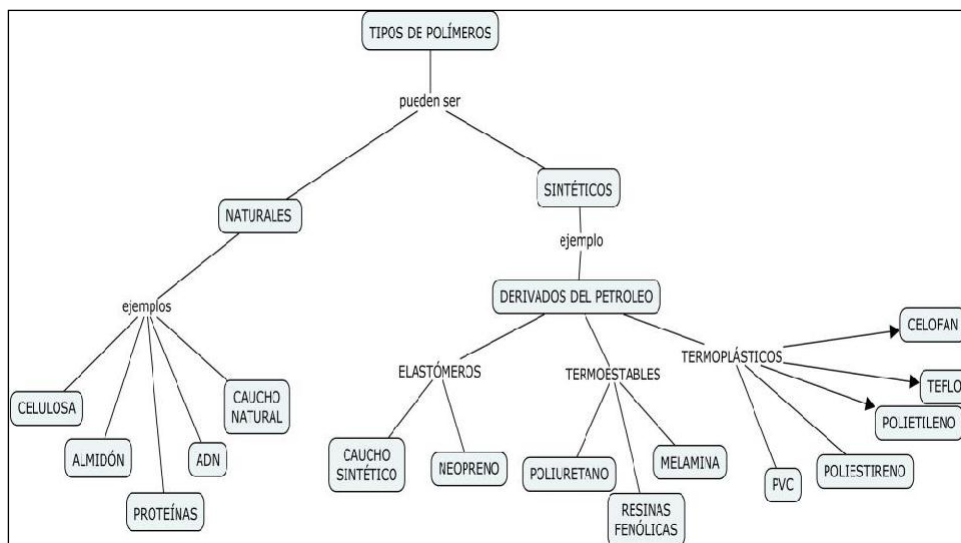 TIPOS DE POLÍMEROS
pueden ser
SINTÉTICOS
NATURALES
ejemplo
DERIVADOS DEL PETROLEO
ejemplos
CELOFAN
TERMOPLÁSTICOS
ELASTÓMEROS
TERMOESTABLES
TEFLO
CAUCHO
NATURAL
CELULOSA
POLIETILENO
ALMIDÓN
ADN
CAUCHO
SINTÉTICO
NEOPRENO
POLIURETANO
MELAMINA
PVC
POLIESTIRENO
PROTEÍNAS
RESINAS
FENÓLICAS